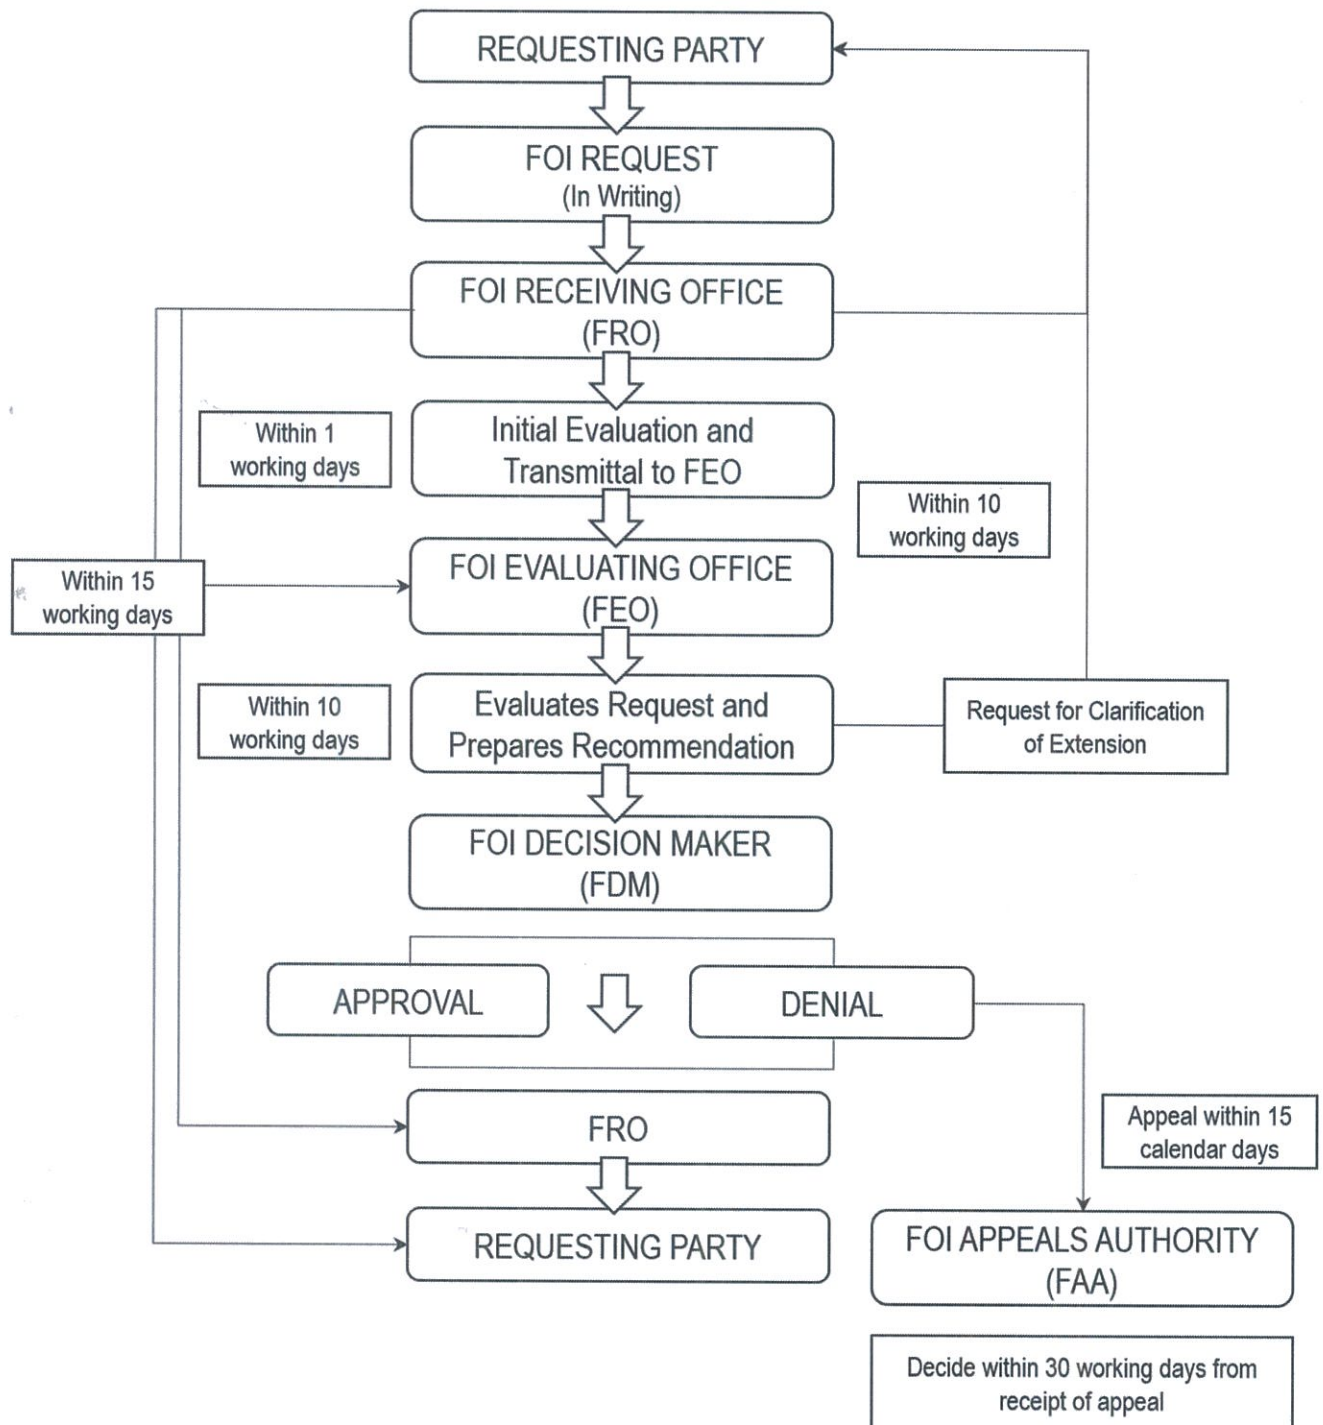 REQUESTING PARTY
FOI REQUEST
(In Writing)
FOI RECEIVING OFFICE
(FRO)
Within 1
working days
Initial Evaluation and
Transmittal to FEO
Within 10
working days
Within 15
working days
FOI EVALUATING OFFICE
(FEO)
Within 10
working days
Evaluates Request and
Prepares Recommendation
Request for Clarification
of Extension
FOI DECISION MAKER
(FDM)
APPROVAL
DENIAL
FRO
Appeal within 15
calendar days
REQUESTING PARTY
FOI APPEALS AUTHORITY
(FAA)
Decide within 30 working days from
receipt of appeal